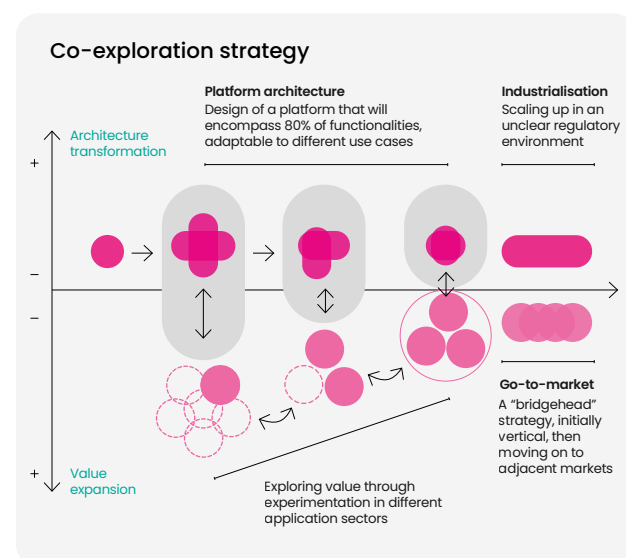 Co-exploration strategy
Platform architecture
Design of a platform that will
encompass 80% of functionalities,
adaptable to different use cases
Industrialisation
Scaling up in an
unclear regulatory
environment
Architecture
transformation
+
–
–
+
Value
expansion
Exploring value through
experimentation in different
application sectors
Go-to-market
A “bridgehead”
strategy, initially
vertical, then
moving on to
adjacent markets